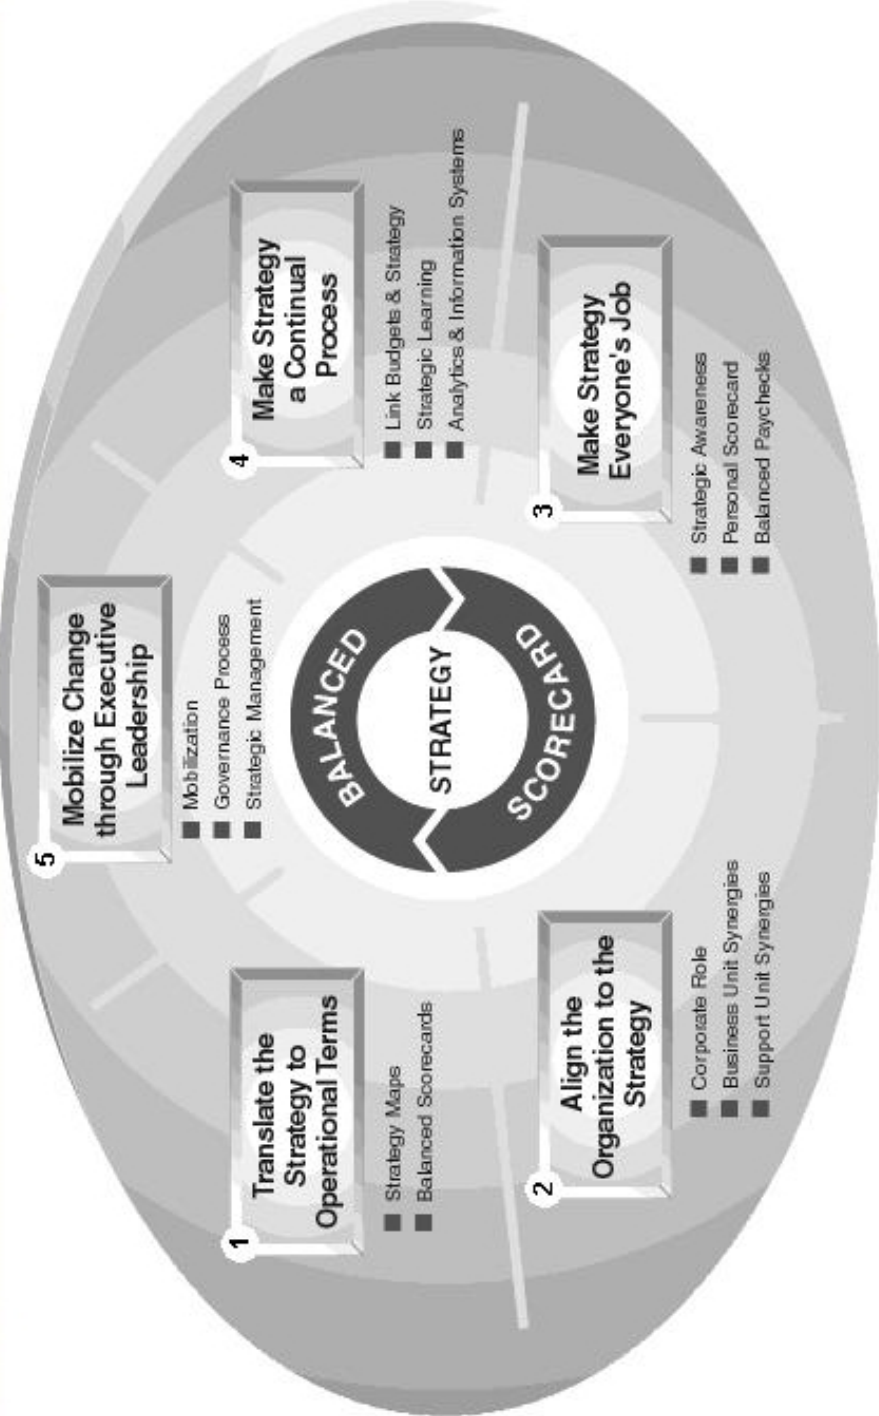 5
Mobilize Change
through Executive
Leadership
Mobilization
Governance Process
Strategic Management
1
Translate the
Strategy to
Operational Terms
Strategy Maps
Balanced Scorecards
4
Make Strategy
a Continual
Process
Link Budgets & Strategy
Strategic Learning
Analytics & Information Systems
BALANCED
STRATEGY
SCORECARD
2
Align the
Organization to the
Strategy
Corporate Role
Business Unit Synergies
Support Unit Synergies
3
Make Strategy
Everyone's Job
Strategic Awareness
Personal Scorecard
Balanced Paychecks